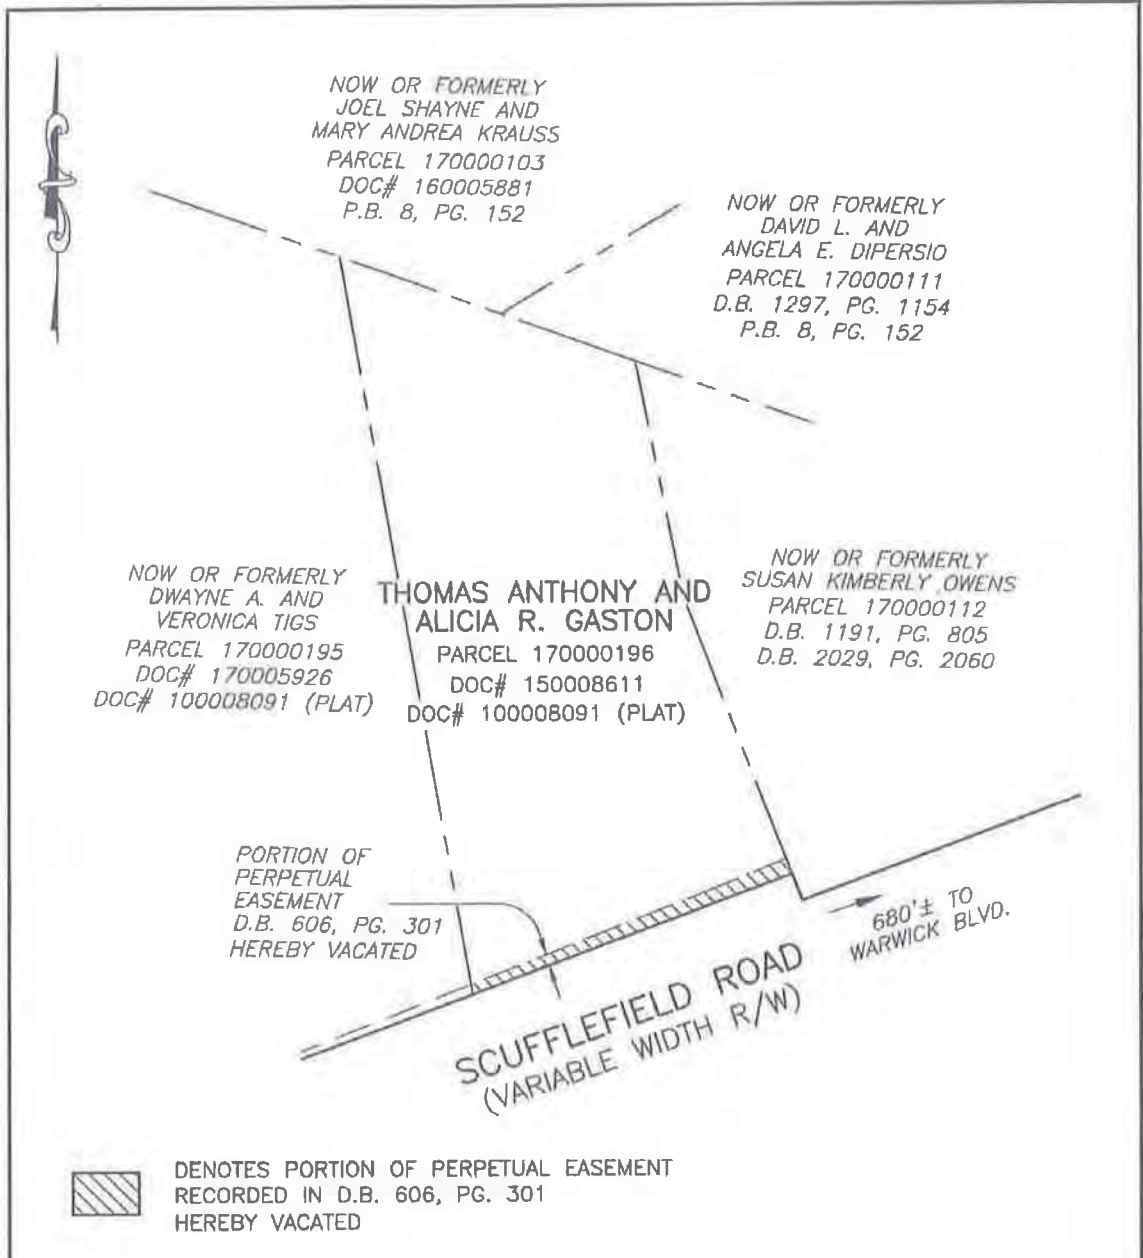 NOW OR FORMERLY
JOEL SHAYNE AND
MARY ANDREA KRAUSS
PARCEL 170000103
DOC# 160005881
P.B. 8, PG. 152
NOW OR FORMERLY
DAVID L. AND
ANGELA E. DIPERSIO
PARCEL 170000111
D.B. 1297, PG. 1154
P.B. 8, PG. 152
NOW OR FORMERLY
DWAYNE A. AND
VERONICA TIGS
PARCEL 170000195
DOC# 170005926
DOC# 100008091 (PLAT)
THOMAS ANTHONY AND
ALICIA R. GASTON
PARCEL 170000196
DOC# 150008611
DOC# 100008091 (PLAT)
NOW OR FORMERLY
SUSAN KIMBERLY OWENS
PARCEL 170000112
D.B. 1191, PG. 805
D.B. 2029, PG. 2060
PORTION OF
PERPETUAL
EASEMENT
D.B. 606, PG. 301
HEREBY VACATED
680'± TO
WARWICK BLVD.
SCUFFLEFIELD ROAD
(VARIABLE WIDTH R/W)
DENOTES PORTION OF PERPETUAL EASEMENT
RECORDED IN D.B. 606, PG. 301
HEREBY VACATED